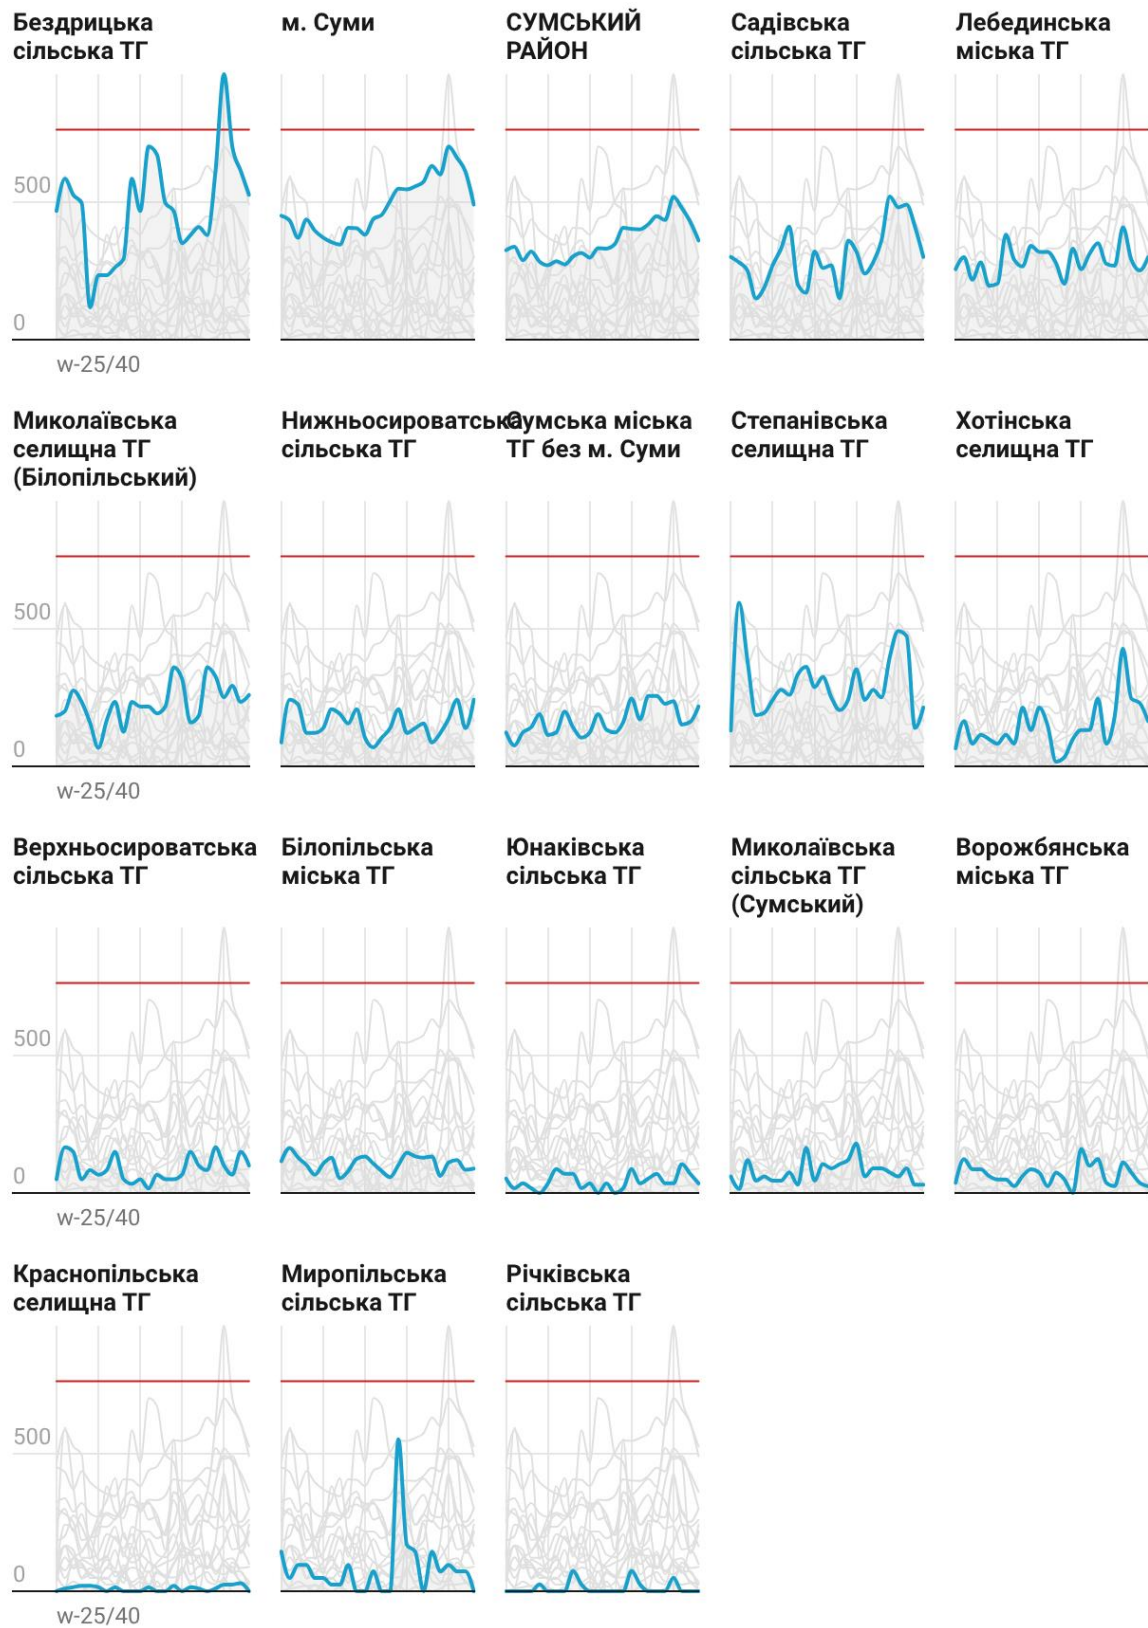 Бездрицька
сільська ТГ
м. Суми
СУМСЬКИЙ
РАЙОН
Садівська
сільська ТГ
Лебединська
міська ТГ
500
0
w-25/40
Миколаївська
селищна ТГ
(Білопільський)
Нижньосироватська
сільська ТГ
Сумська міська
ТГ без м. Суми
Степанівська
селищна ТГ
Хотінська
селищна ТГ
500
0
w-25/40
Верхньосироватська
сільська ТГ
Білопільська
міська ТГ
Юнаківська
сільська ТГ
Миколаївська
сільська ТГ
(Сумський)
Ворожбянська
міська ТГ
500
0
w-25/40
Краснопільська
селищна ТГ
Миропільська
сільська ТГ
Річківська
сільська ТГ
500
0
w-25/40